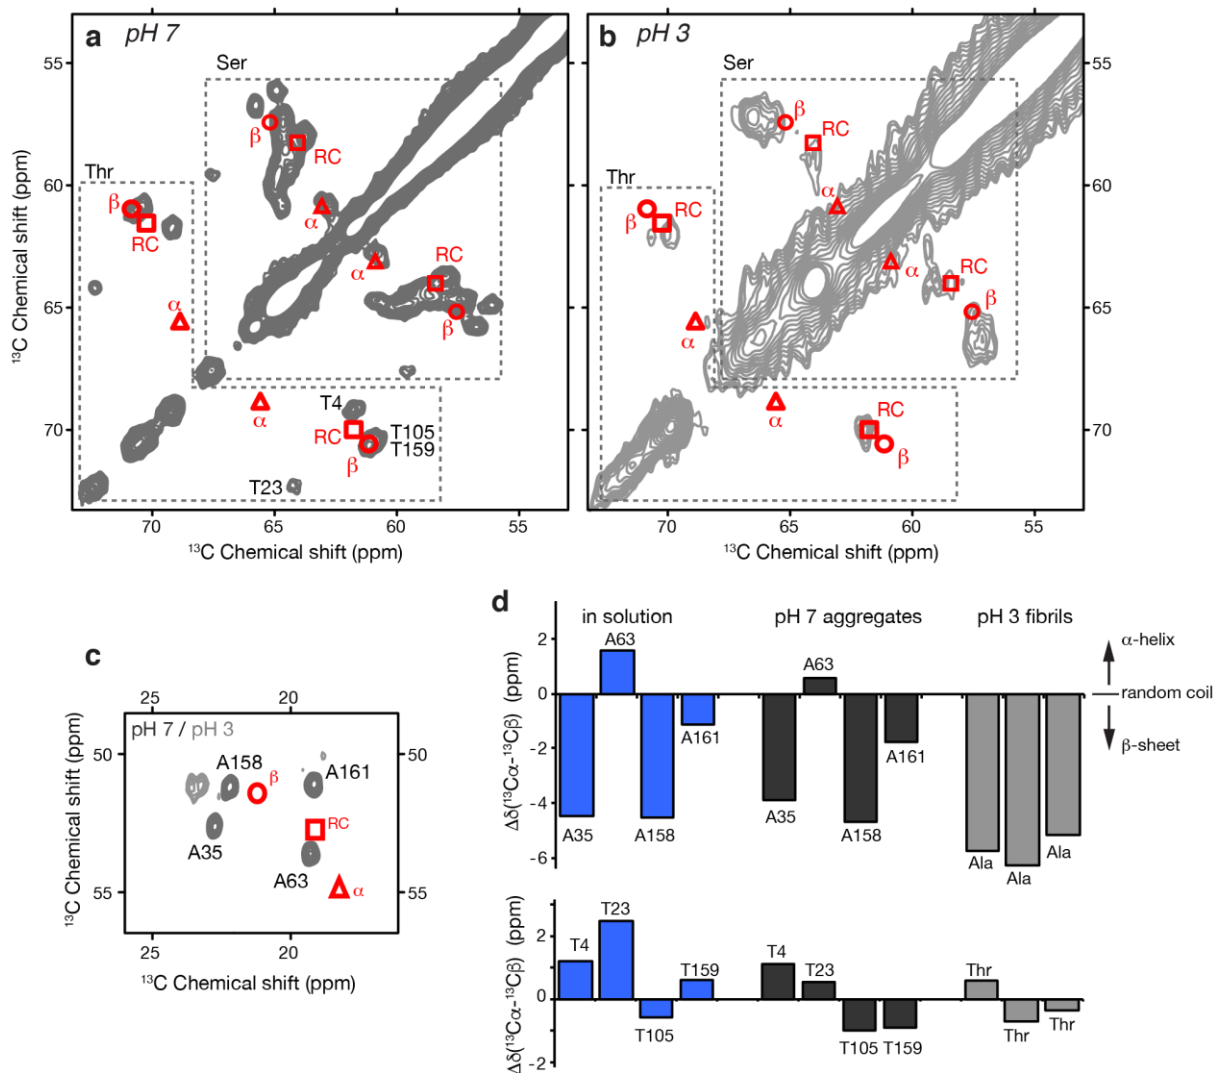 a pH 7
Ser
Thr
β
RC
β
RC
α
α
α
RC
β
α
T4
RC
T105
T159
β
T23
55
60
65
70
70 65 60 55
¹³C Chemical shift (ppm)
¹³C Chemical shift (ppm)
b pH 3
Ser
Thr
β
RC
α
RC
β
α
RC
β
α
α
RC
β
55
60
65
70
70 65 60 55
¹³C Chemical shift (ppm)
c
25 20
pH 7 / pH 3
A158
β
A161
RC
A35
A63
α
50
55
50
55
25 20
¹³C Chemical shift (ppm)
¹³C Chemical shift (ppm)
d
in solution pH 7 aggregates pH 3 fibrils
Δδ(¹³Cα-¹³Cβ) (ppm)
2
0
-2
-4
-6
A63
A35
A158
A161
A63
A35
A158
A161
Ala
Ala
Ala
α-helix
random coil
β-sheet
Δδ(¹³Cα-¹³Cβ) (ppm)
2
0
-2
T4
T23
T105
T159
T4
T23
T105 T159
Thr
Thr
Thr